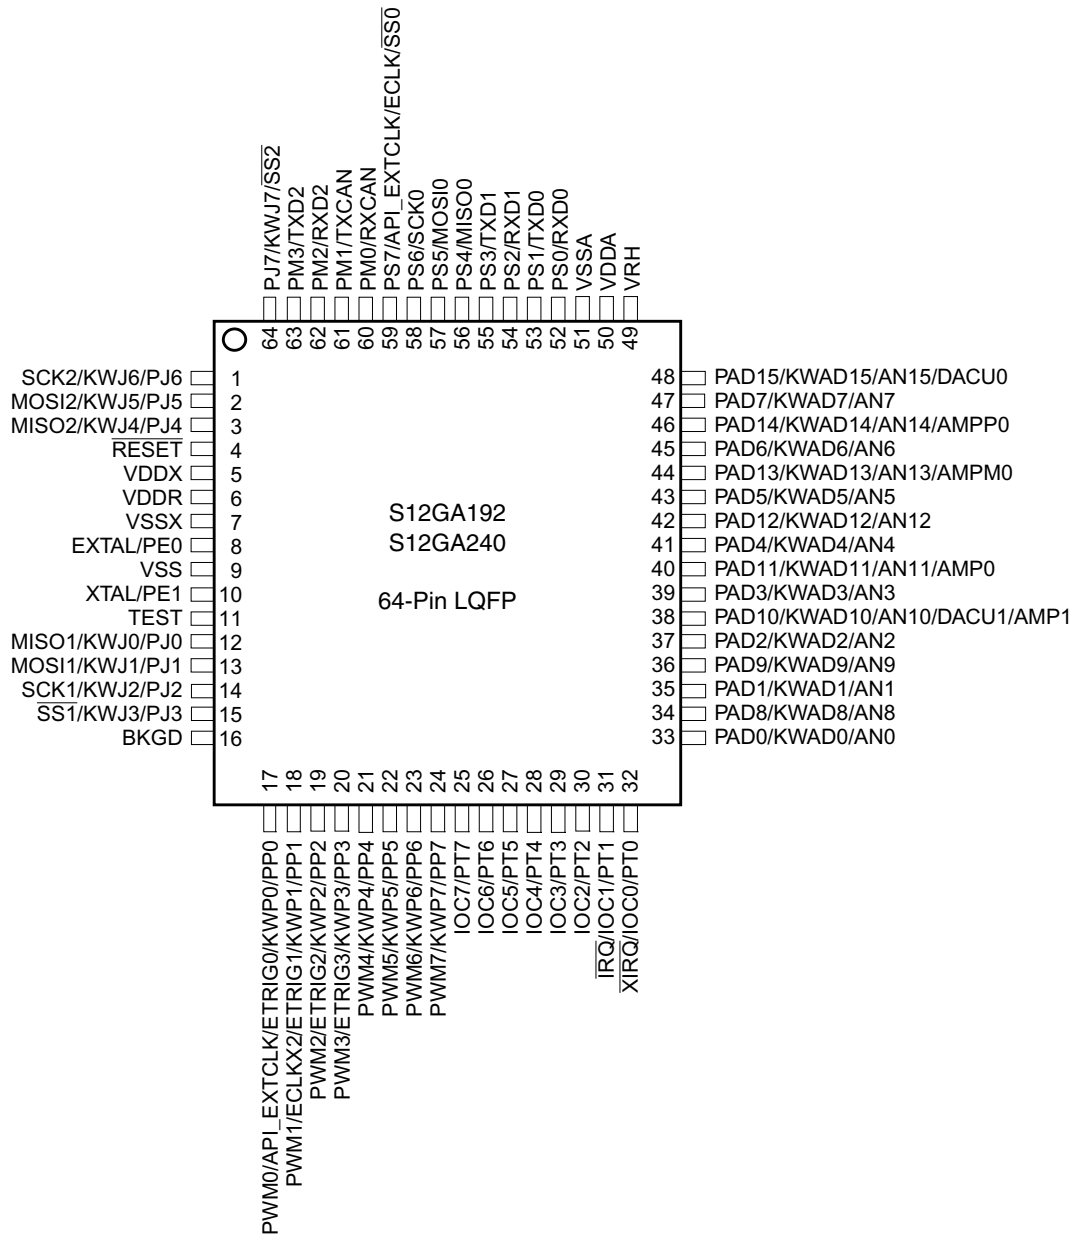 PJ7/KWJ7/SS2
PM3/TXD2
PM2/RXD2
PM1/TXCAN
PM0/RXCAN
PS7/API_EXTCLK/ECLK/SS0
PS6/SCK0
PS5/MOSI0
PS4/MISO0
PS3/TXD1
PS2/RXD1
PS1/TXD0
PS0/RXD0
VSSA
VDDA
VRH
64
63
62
61
60
59
58
57
56
55
54
53
52
51
50
49
SCK2/KWJ6/PJ6 1
MOSI2/KWJ5/PJ5 2
MISO2/KWJ4/PJ4 3
RESET 4
VDDX 5
VDDR 6
VSSX 7
EXTAL/PE0 8
VSS 9
XTAL/PE1 10
TEST 11
MISO1/KWJ0/PJ0 12
MOSI1/KWJ1/PJ1 13
SCK1/KWJ2/PJ2 14
SS1/KWJ3/PJ3 15
BKGD 16
S12GA192
S12GA240
64-Pin LQFP
48 PAD15/KWAD15/AN15/DACU0
47 PAD7/KWAD7/AN7
46 PAD14/KWAD14/AN14/AMPP0
45 PAD6/KWAD6/AN6
44 PAD13/KWAD13/AN13/AMPM0
43 PAD5/KWAD5/AN5
42 PAD12/KWAD12/AN12
41 PAD4/KWAD4/AN4
40 PAD11/KWAD11/AN11/AMP0
39 PAD3/KWAD3/AN3
38 PAD10/KWAD10/AN10/DACU1/AMP1
37 PAD2/KWAD2/AN2
36 PAD9/KWAD9/AN9
35 PAD1/KWAD1/AN1
34 PAD8/KWAD8/AN8
33 PAD0/KWAD0/AN0
17
18
19
20
21
22
23
24
25
26
27
28
29
30
31
32
PWM0/API_EXTCLK/ETRIG0/KWP0/PP0
PWM1/ECLKX2/ETRIG1/KWP1/PP1
PWM2/ETRIG2/KWP2/PP2
PWM3/ETRIG3/KWP3/PP3
PWM4/KWP4/PP4
PWM5/KWP5/PP5
PWM6/KWP6/PP6
PWM7/KWP7/PP7
IOC7/PT7
IOC6/PT6
IOC5/PT5
IOC4/PT4
IOC3/PT3
IOC2/PT2
IRQ/IOC1/PT1
XIRQ/IOC0/PT0